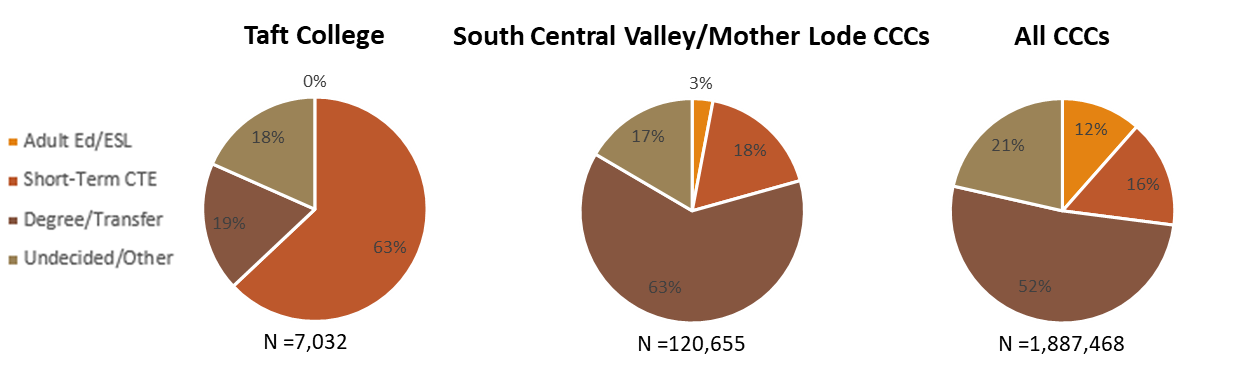 Taft College
South Central Valley/Mother Lode CCCs
All CCCs
Adult Ed/ESL
Short-Term CTE
Degree/Transfer
Undecided/Other
0%
18%
19%
63%
N =7,032
3%
17%
18%
63%
N =120,655
12%
21%
16%
52%
N =1,887,468